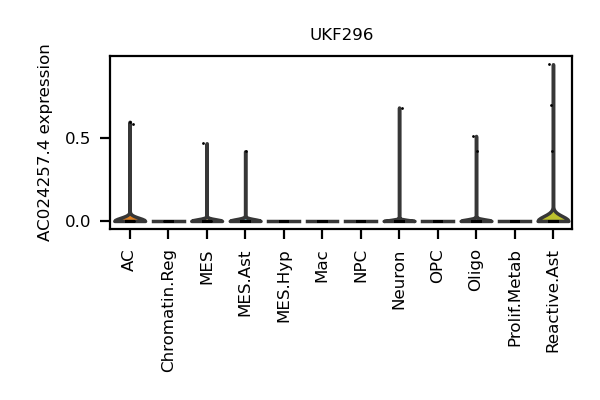 UKF296
AC024257.4 expression
0.5
0.0
AC
Chromatin.Reg
MES
MES.Ast
MES.Hyp
Mac
NPC
Neuron
OPC
Oligo
Prolif.Metab
Reactive.Ast